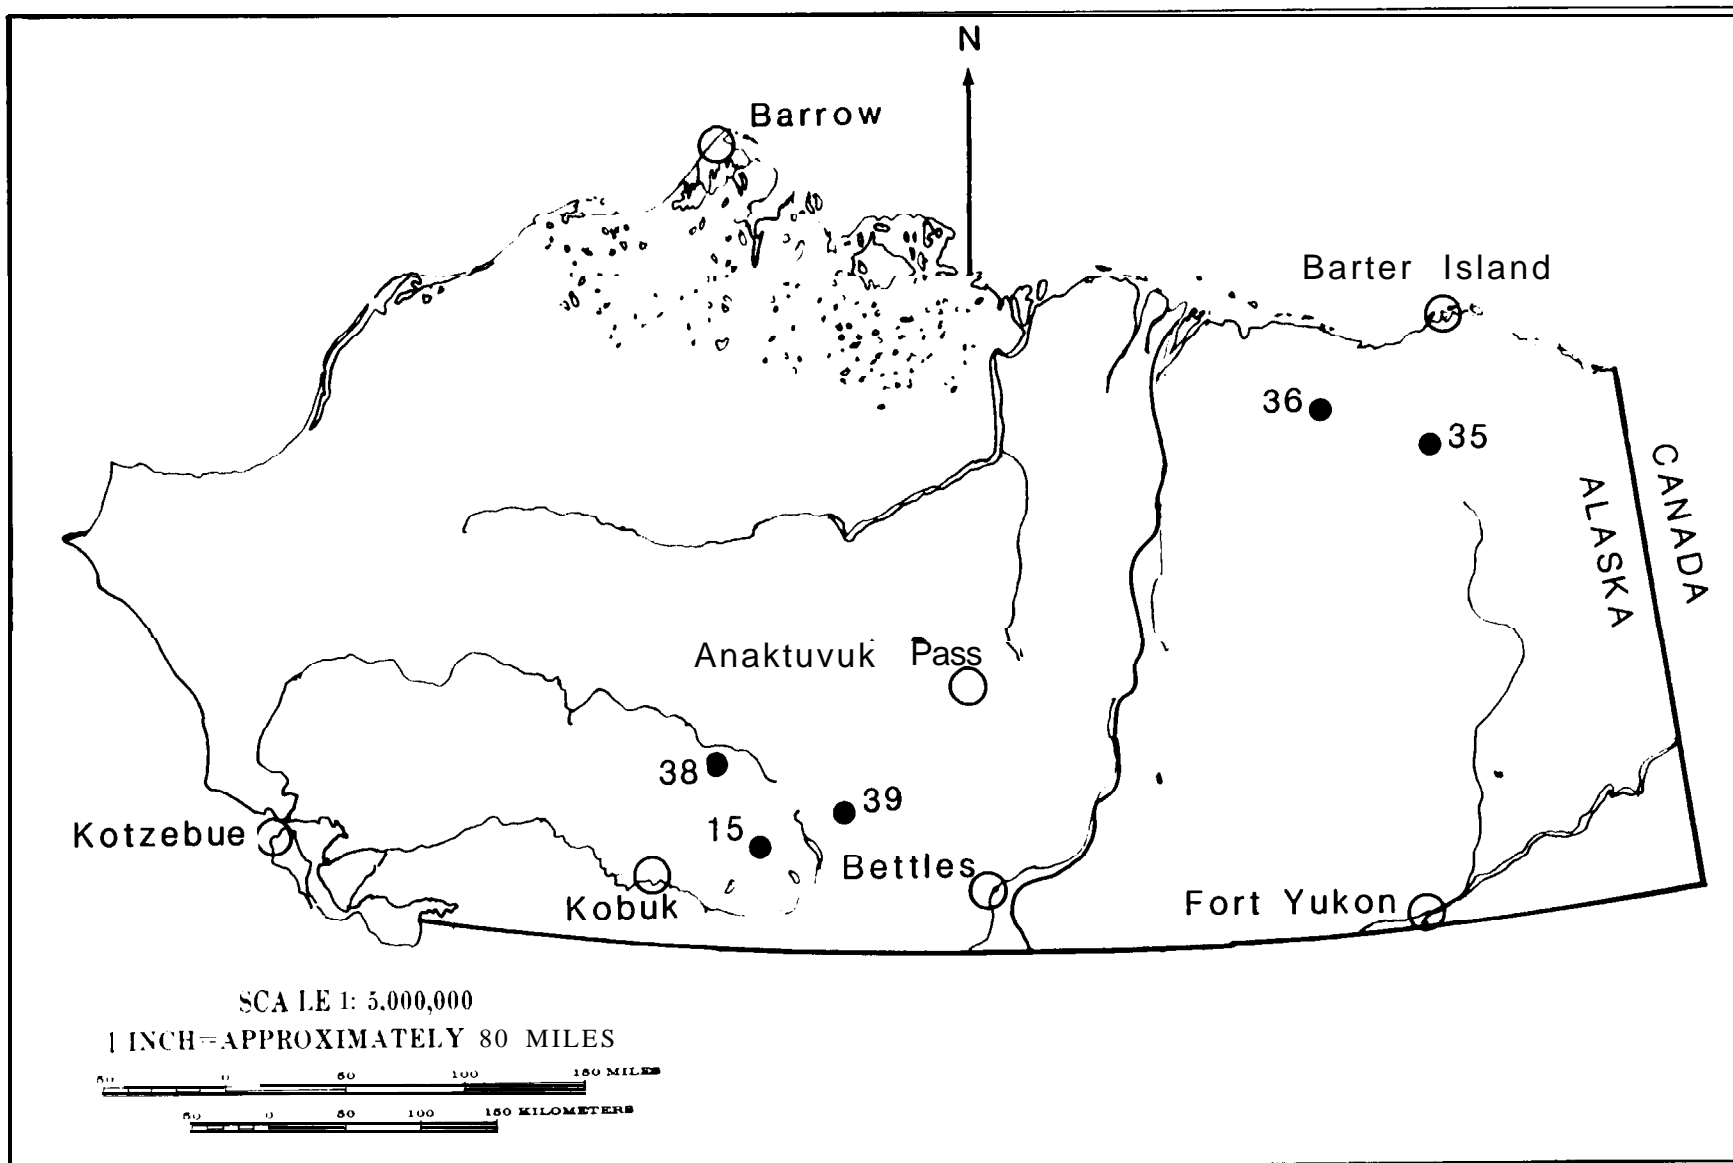 N
Barrow
Barter Island
36
35
CANADA
ALASKA
Anaktuvuk Pass
38
39
15
Kotzebue
Bettles
Kobuk
Fort Yukon
SCALE 1: 5,000,000
1 INCH=APPROXIMATELY 80 MILES
50 0 50 100 150 MILES
50 0 50 100 150 KILOMETERS